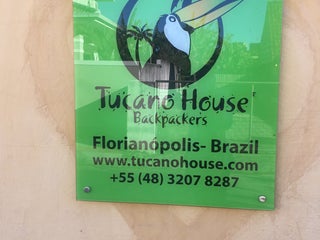 Tucano House
Backpackers
Florianópolis- Brazil
www.tucanohouse.com
+55 (48) 3207 8287